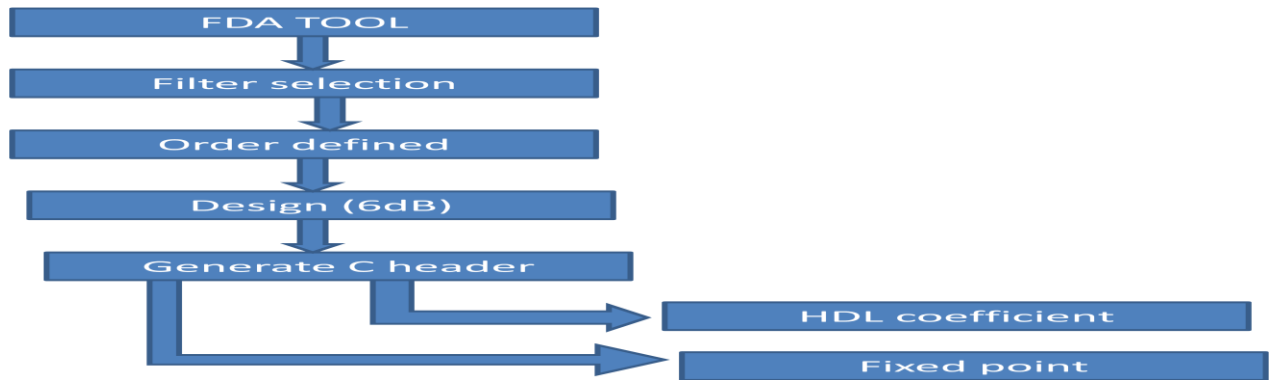 FDA TOOL
Filter selection
Order defined
Design (6dB)
Generate C header
HDL coefficient
Fixed point